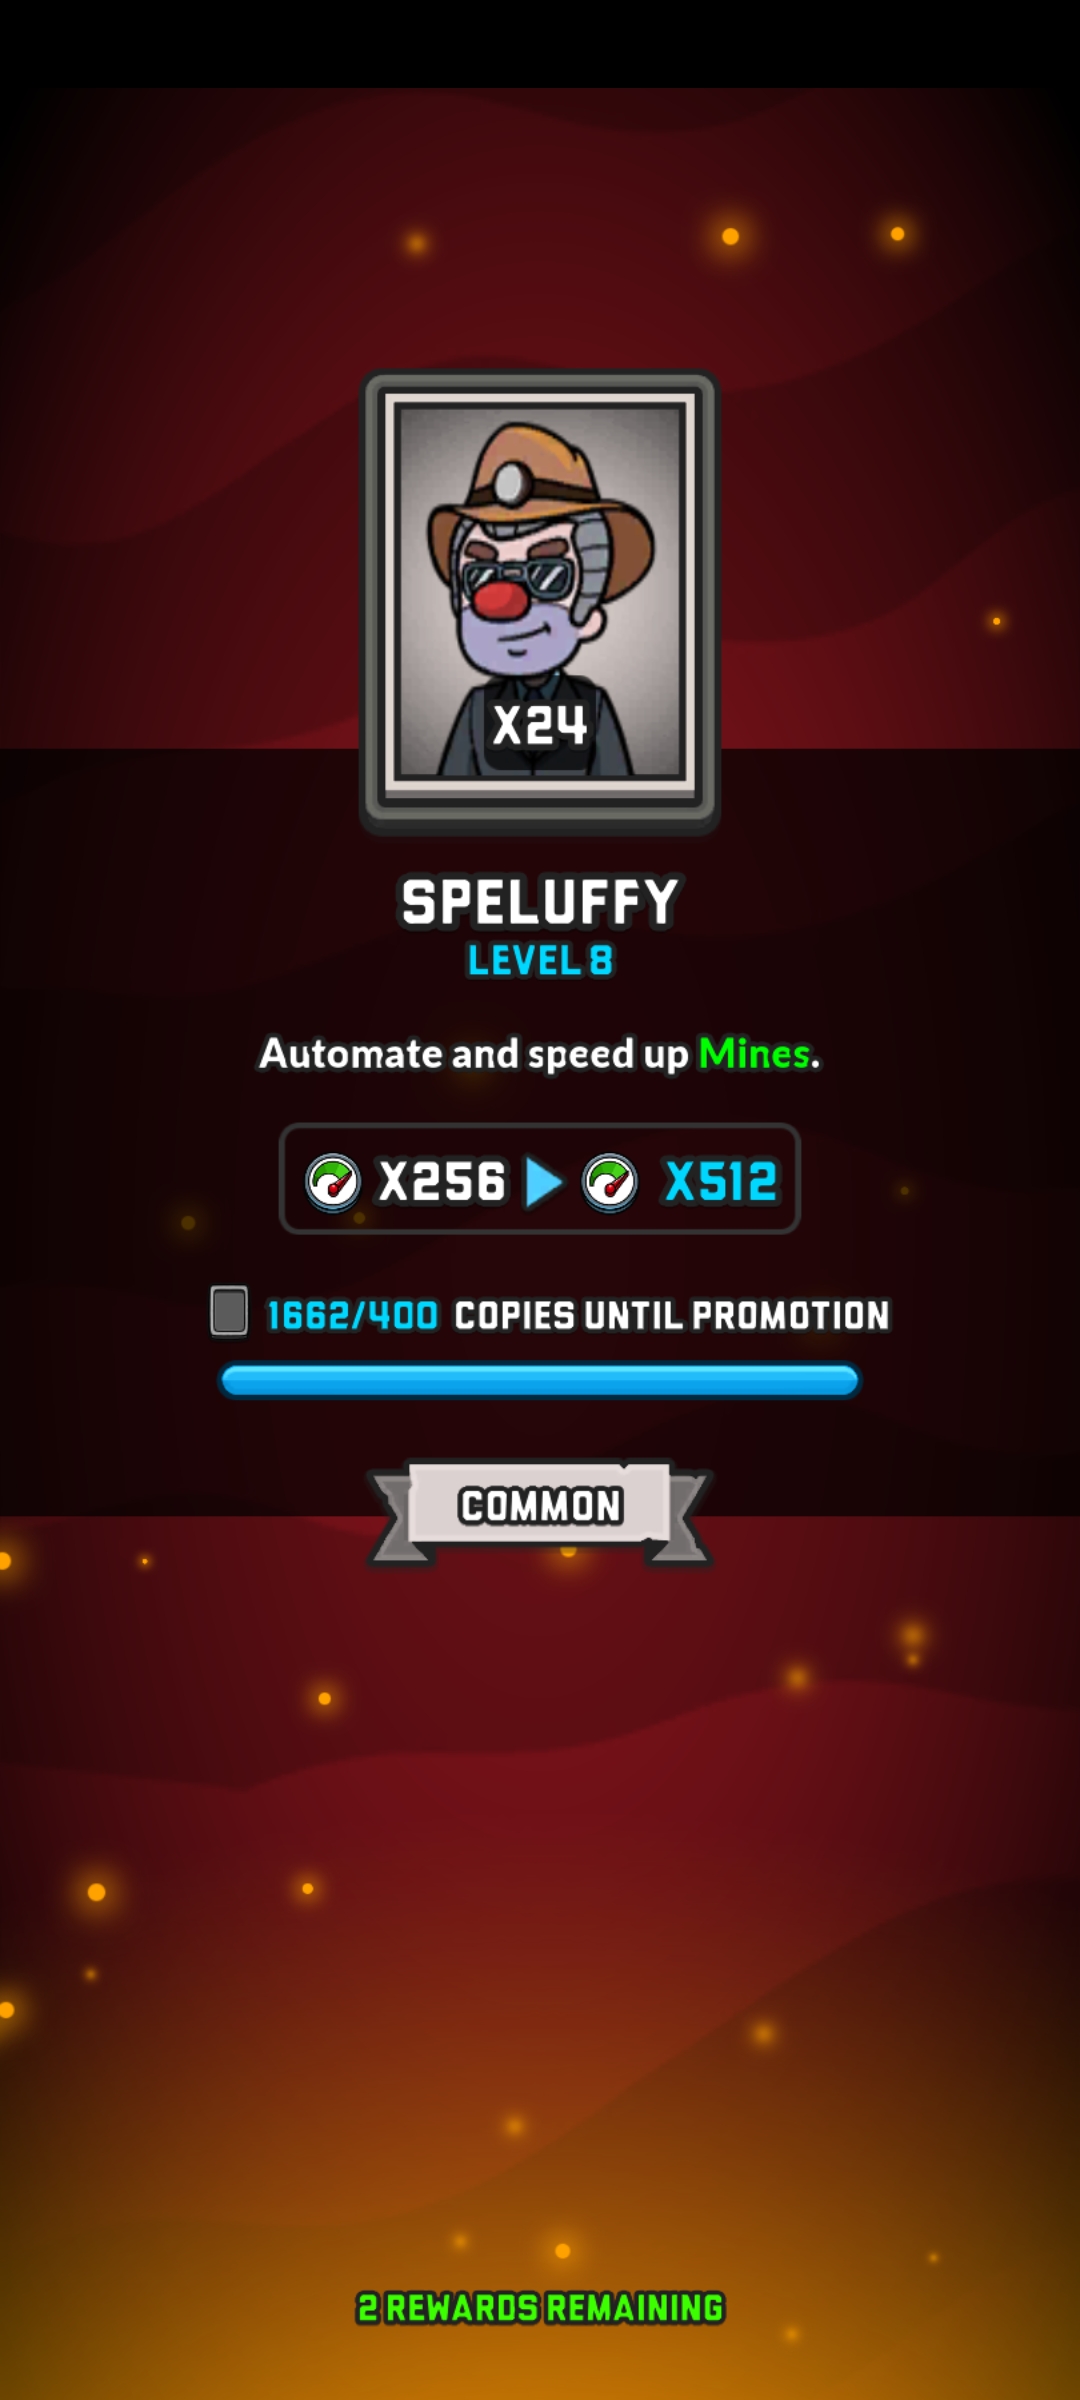 X24
SPELUFFY
LEVEL 8
Automate and speed up Mines.
X256 X512
1662/400 COPIES UNTIL PROMOTION
COMMON
2 REWARDS REMAINING